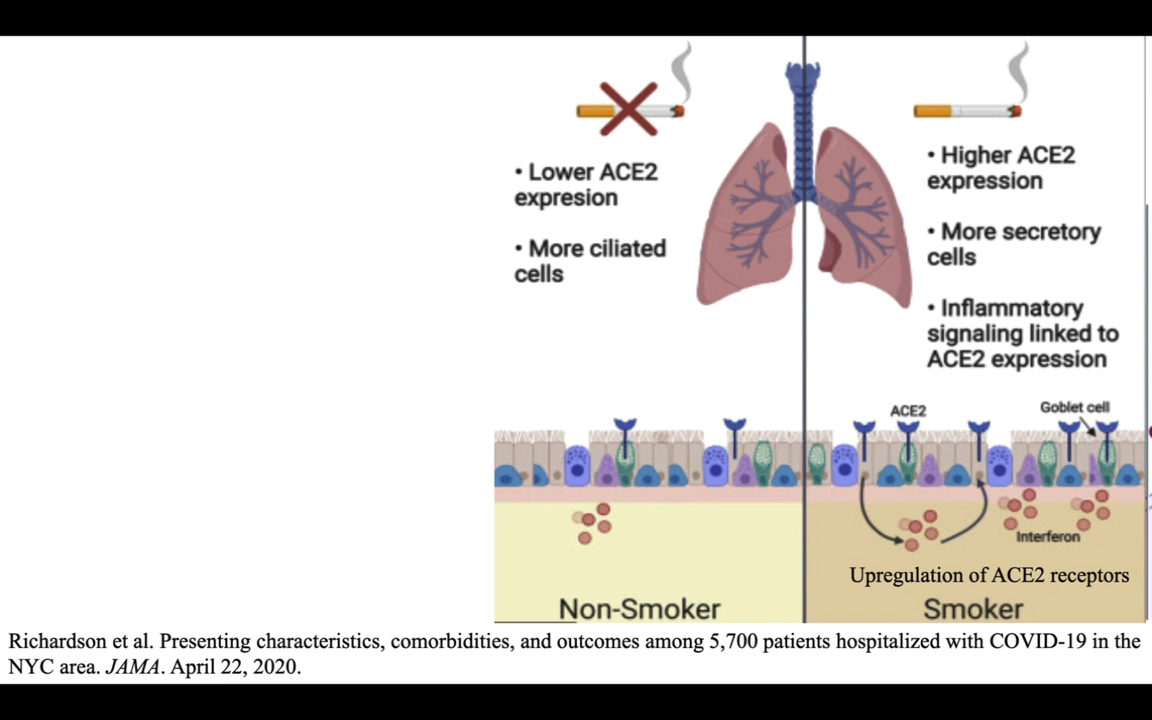 • Lower ACE2
expresion
• More ciliated
cells
• Higher ACE2
expression
• More secretory
cells
• Inflammatory
signaling linked to
ACE2 expression
ACE2
Goblet cell
Interferon
Upregulation of ACE2 receptors
Non-Smoker
Smoker
Richardson et al. Presenting characteristics, comorbidities, and outcomes among 5,700 patients hospitalized with COVID-19 in the
NYC area. JAMA. April 22, 2020.